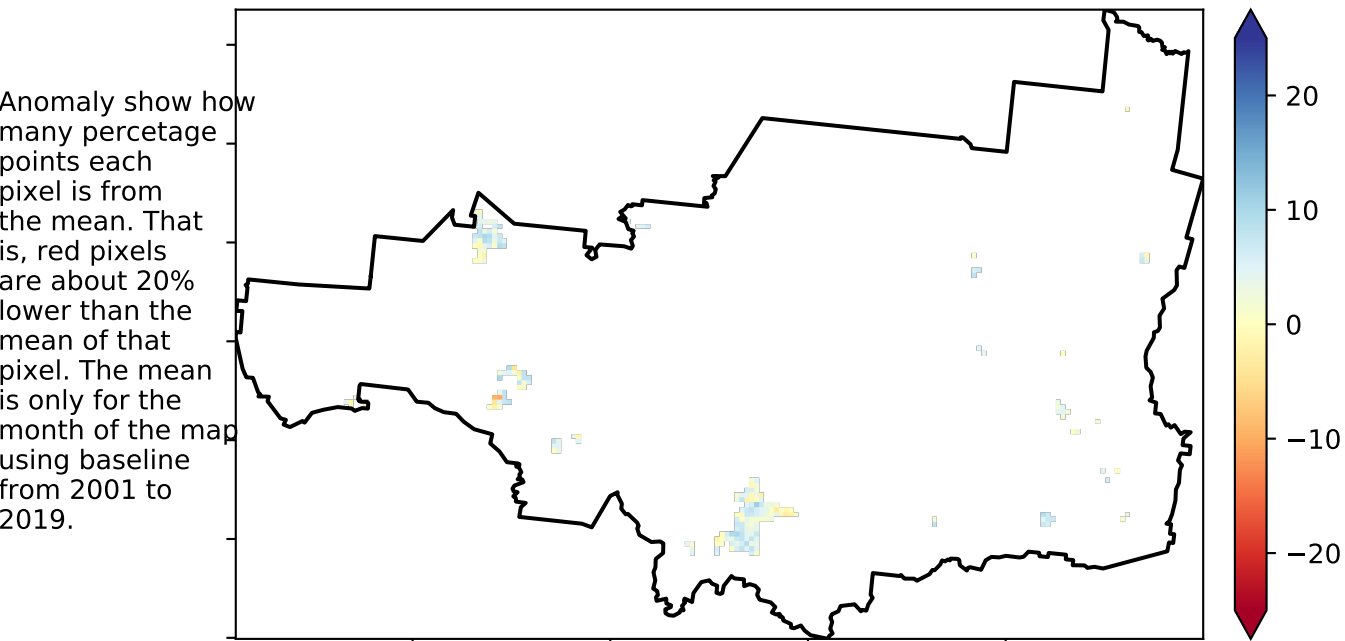 Anomaly show how
many percetage
points each
pixel is from
the mean. That
is, red pixels
are about 20%
lower than the
mean of that
pixel. The mean
is only for the
month of the map
using baseline
from 2001 to
2019.
20
10
0
−10
−20